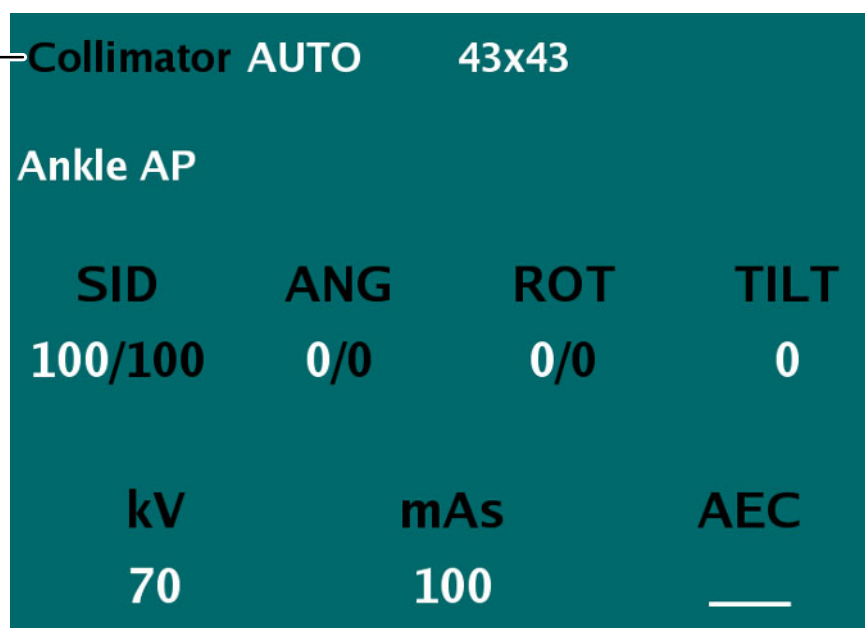 Collimator AUTO 43x43
Ankle AP
SID ANG ROT TILT
100/100 0/0 0/0 0
kV mAs AEC
70 100 ___